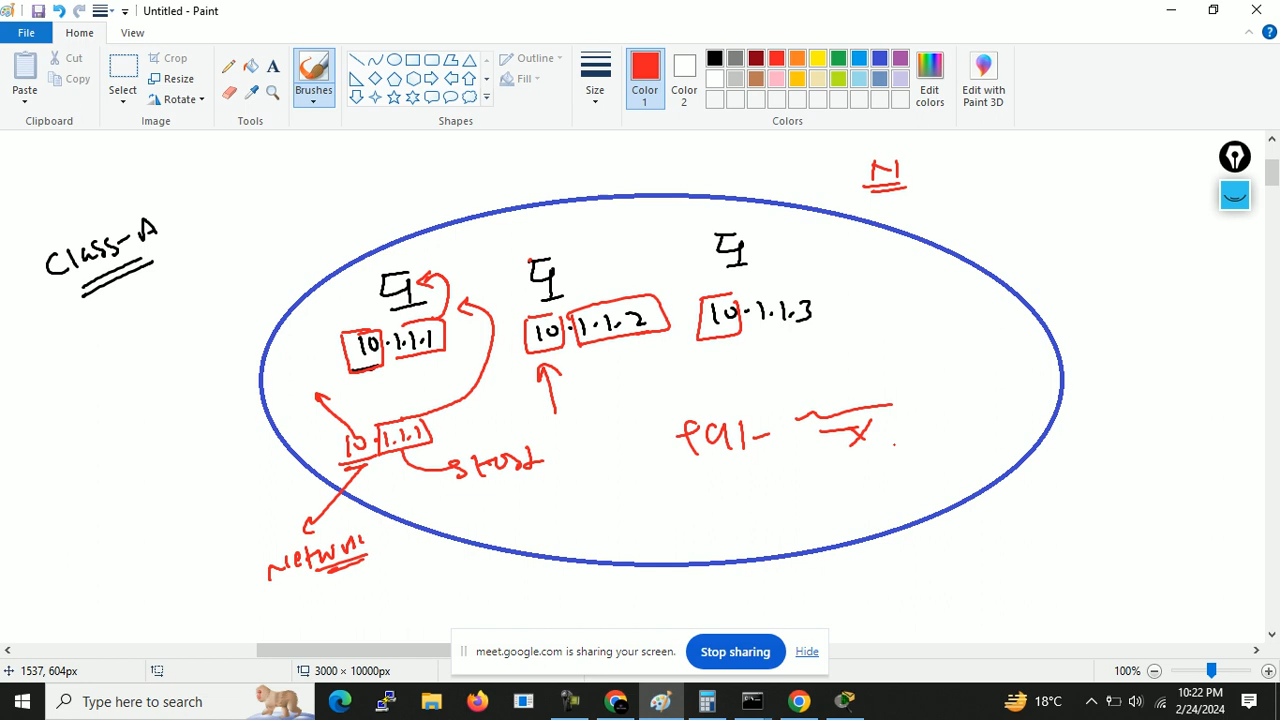 Untitled - Paint
File
Home
View
Paste
Cut
Copy
Clipboard
Select
Crop
Resize
Rotate
Image
A
Tools
Brushes
Shapes
Outline
Fill
Size
Color 1
Color 2
Edit colors
Edit with Paint 3D
Colors
N
Class-A
10.1.1.1
10.1.1.2
10.1.1.3
10.1.1.1
meet.google.com is sharing your screen.
Stop sharing
Hide
1537, 604px
3000 × 10000px
100%
Type here to search
18°C
10:22 PM
2/24/2024